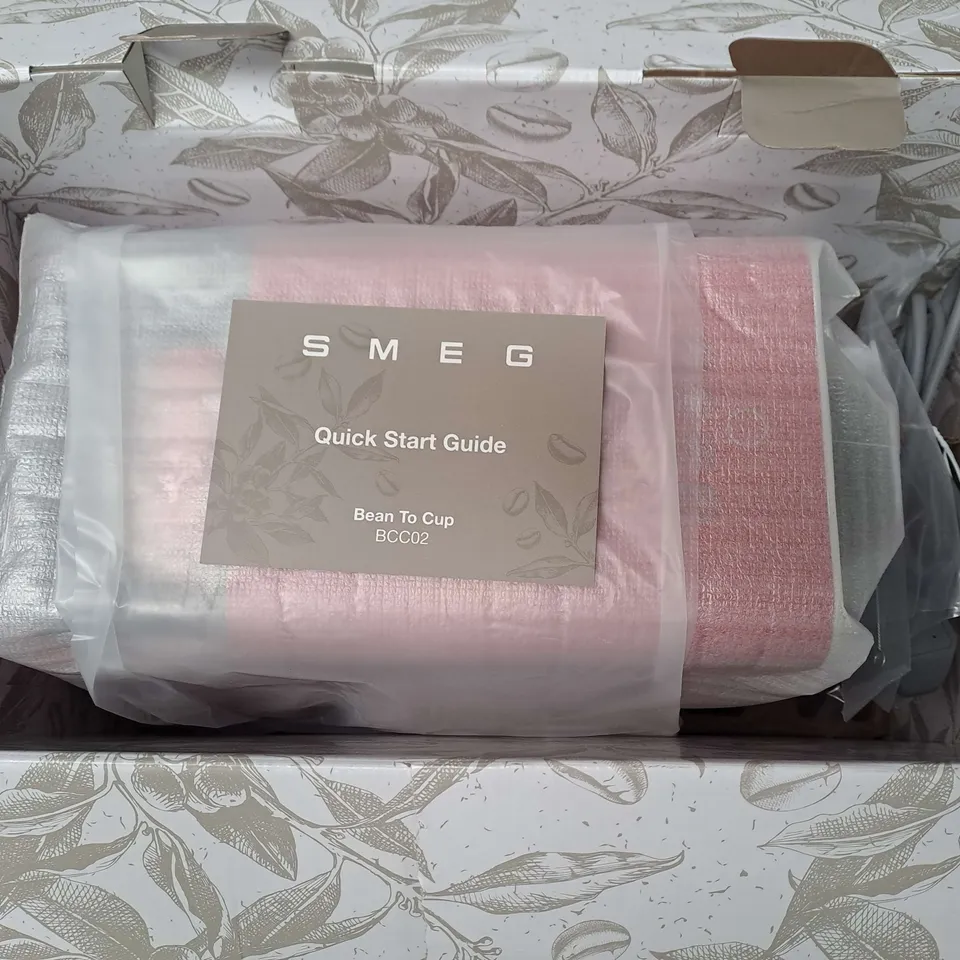 SMEG
Quick Start Guide
Bean To Cup
BCC02